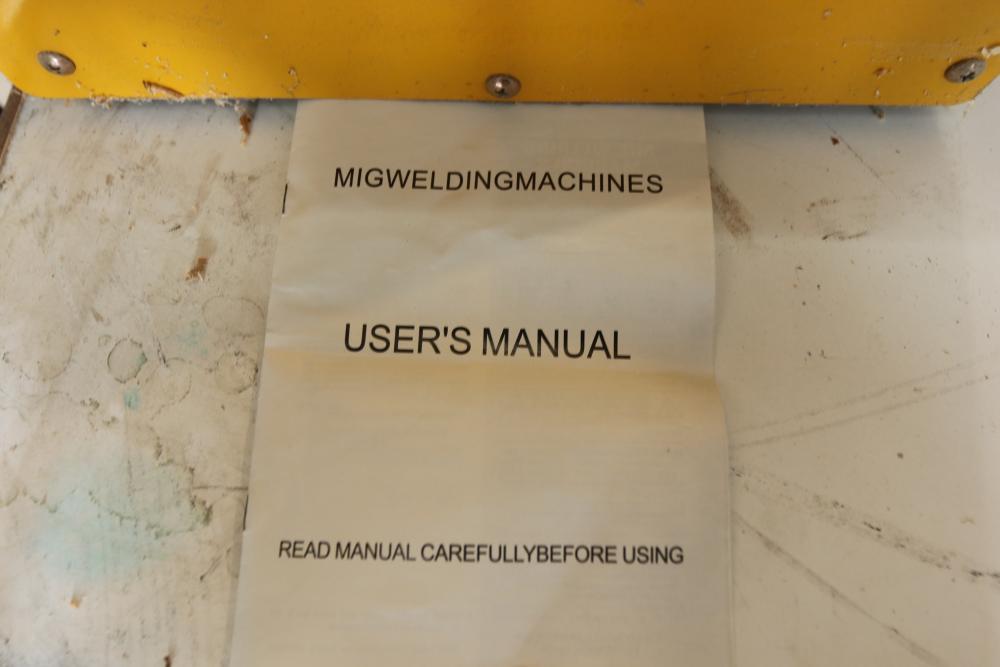 MIGWELDINGMACHINES
USER'S MANUAL
READ MANUAL CAREFULLYBEFORE USING